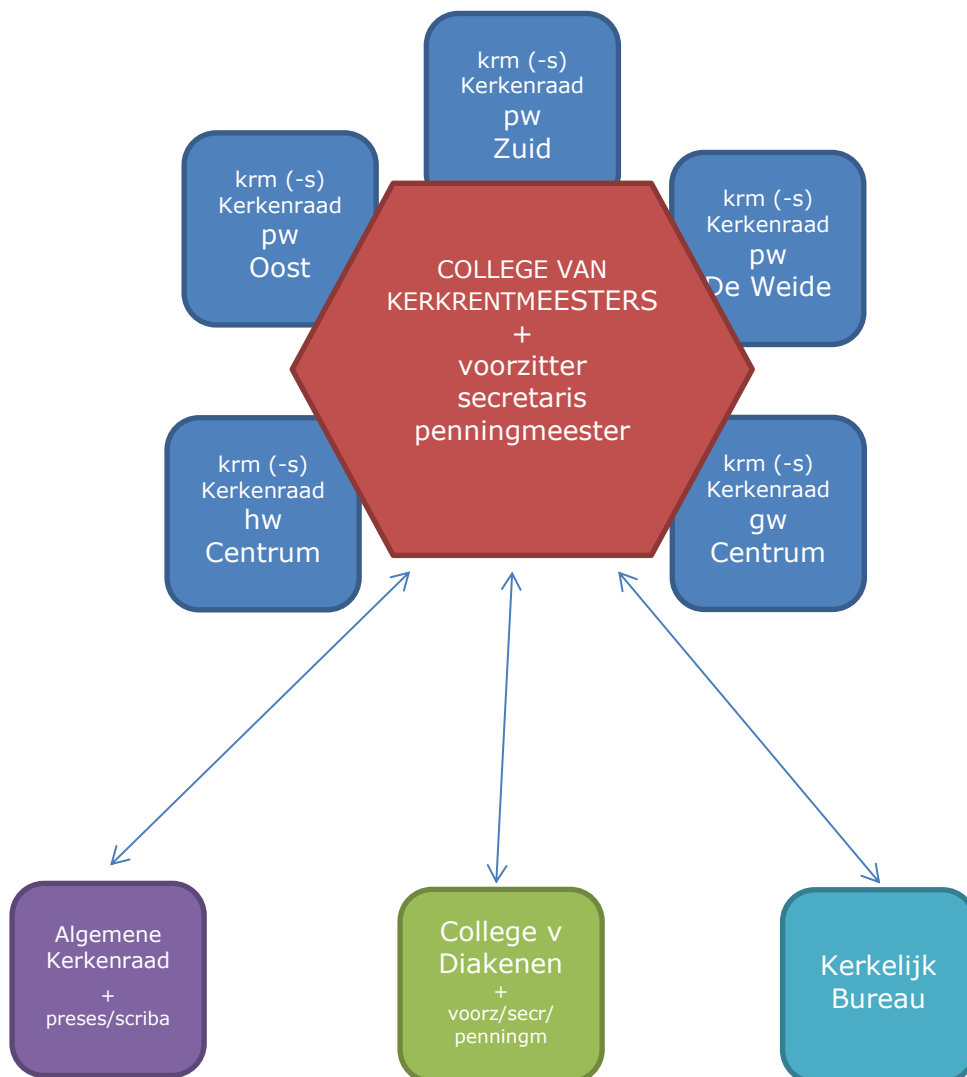 krm (-s)
Kerkenraad
pw
Zuid
krm (-s)
Kerkenraad
pw
Oost
krm (-s)
Kerkenraad
pw
De Weide
COLLEGE VAN
KERKRENTMEESTERS
+
voorzitter
secretaris
penningmeester
krm (-s)
Kerkenraad
hw
Centrum
krm (-s)
Kerkenraad
gw
Centrum
Algemene
Kerkenraad
+
preses/scriba
College v
Diakenen
+
voorz/secr/
penningm
Kerkelijk
Bureau